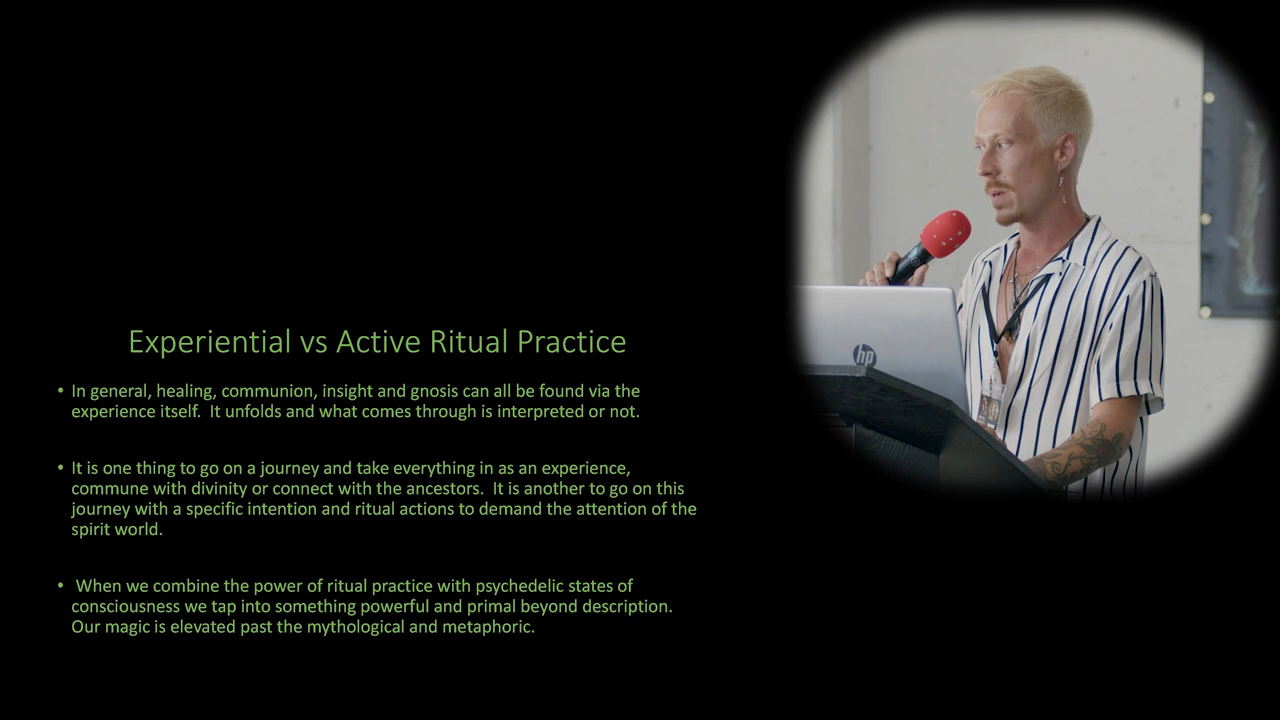 Experiential vs Active Ritual Practice
• In general, healing, communion, insight and gnosis can all be found via the
experience itself.  It unfolds and what comes through is interpreted or not.
• It is one thing to go on a journey and take everything in as an experience,
commune with divinity or connect with the ancestors.  It is another to go on this
journey with a specific intention and ritual actions to demand the attention of the
spirit world.
•  When we combine the power of ritual practice with psychedelic states of
consciousness we tap into something powerful and primal beyond description.
Our magic is elevated past the mythological and metaphoric.
hp